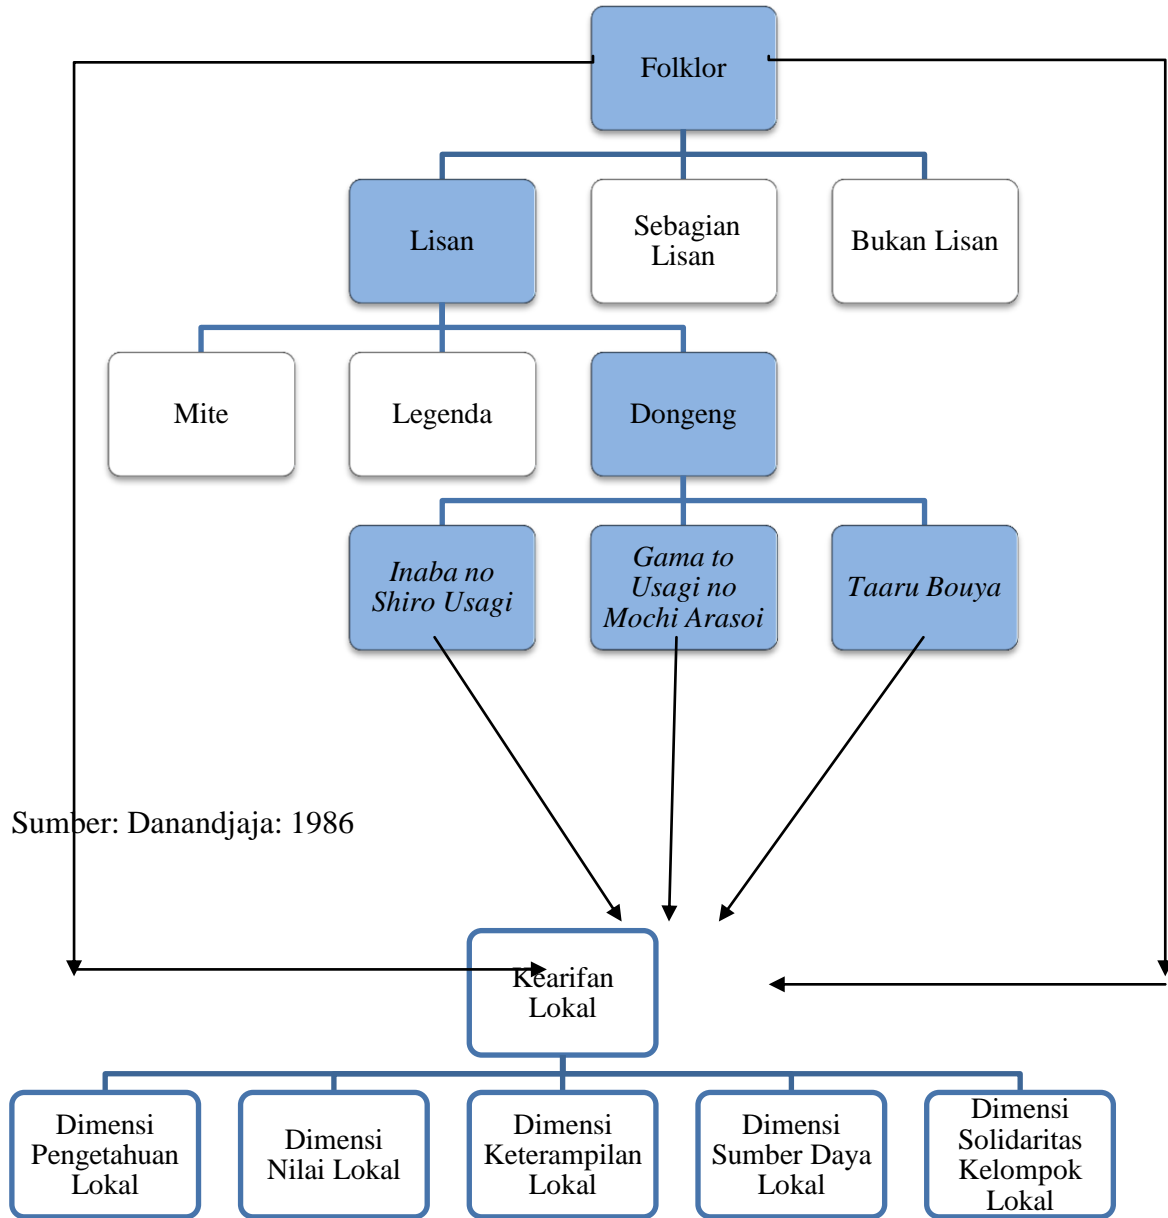 Folklor
Lisan
Sebagian
Lisan
Bukan Lisan
Mite
Legenda
Dongeng
Inaba no
Shiro Usagi
Gama to
Usagi no
Mochi Arasoi
Taaru Bouya
Sumber: Danandjaja: 1986
Kearifan
Lokal
Dimensi
Pengetahuan
Lokal
Dimensi
Nilai Lokal
Dimensi
Keterampilan
Lokal
Dimensi
Sumber Daya
Lokal
Dimensi
Solidaritas
Kelompok
Lokal